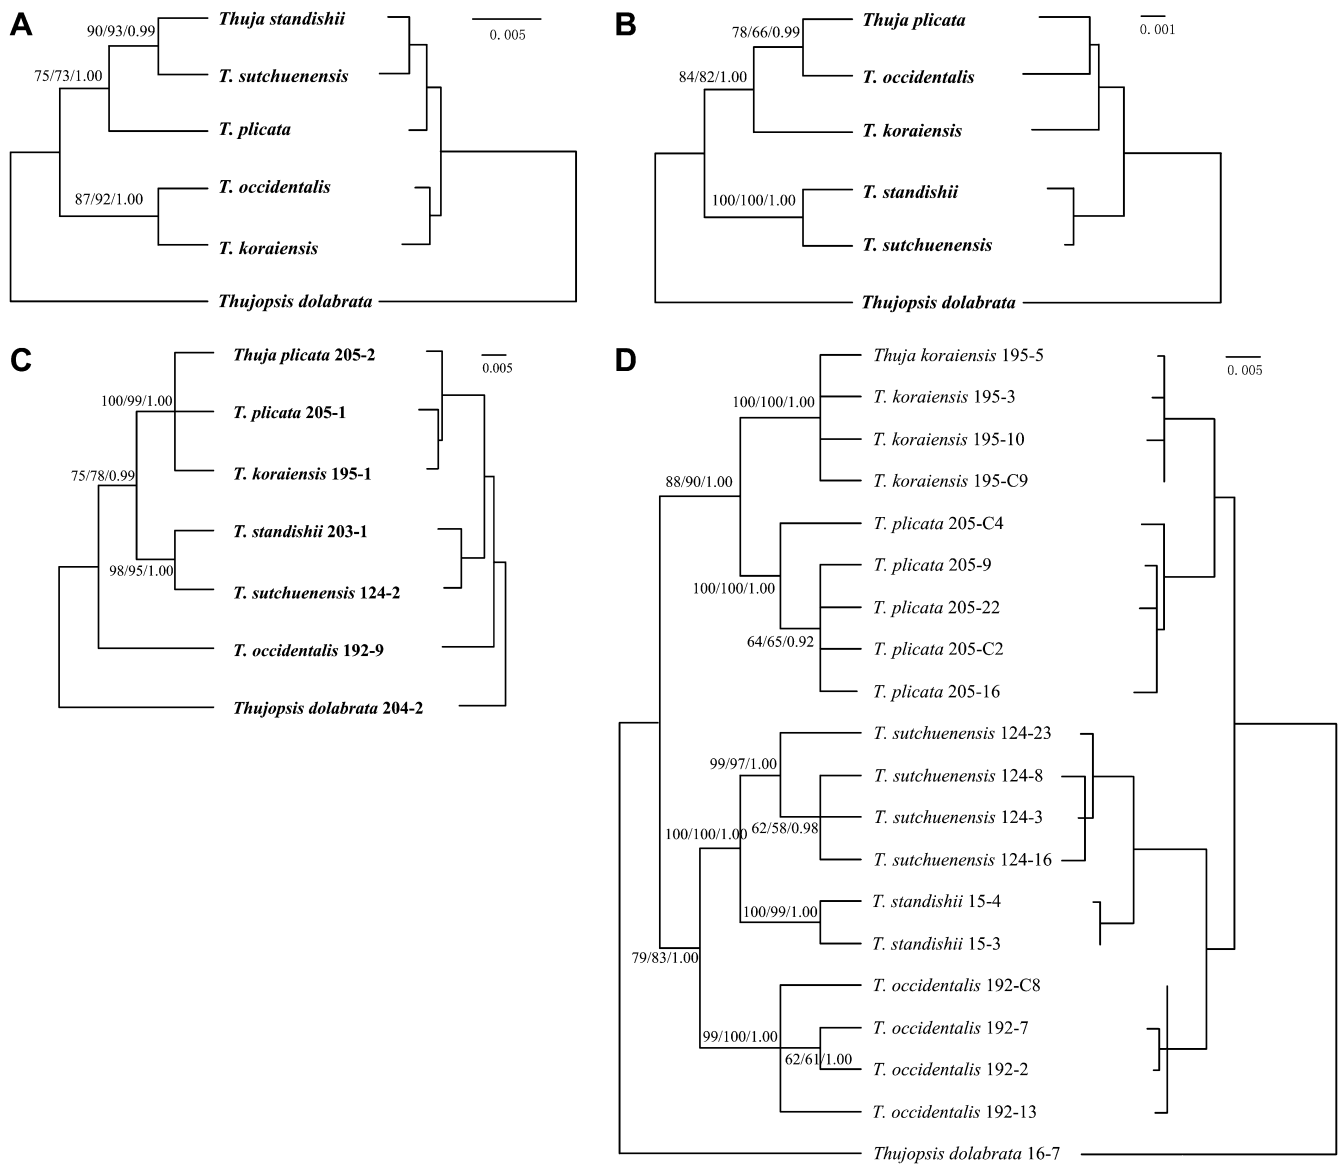 A
90/93/0.99
Thuja standishii
0.005
75/73/1.00
T. sutchuenensis
T. plicata
87/92/1.00
T. occidentalis
T. koraiensis
Thujopsis dolabrata
B
78/66/0.99
Thuja plicata
0.001
84/82/1.00
T. occidentalis
T. koraiensis
100/100/1.00
T. standishii
T. sutchuenensis
Thujopsis dolabrata
C
Thuja plicata 205-2
0.005
100/99/1.00
T. plicata 205-1
75/78/0.99
T. koraiensis 195-1
T. standishii 203-1
98/95/1.00
T. sutchuenensis 124-2
T. occidentalis 192-9
Thujopsis dolabrata 204-2
D
Thuja koraiensis 195-5
0.005
100/100/1.00
T. koraiensis 195-3
T. koraiensis 195-10
88/90/1.00
T. koraiensis 195-C9
T. plicata 205-C4
T. plicata 205-9
100/100/1.00
T. plicata 205-22
64/65/0.92
T. plicata 205-C2
T. plicata 205-16
T. sutchuenensis 124-23
99/97/1.00
T. sutchuenensis 124-8
100/100/1.00
62/58/0.98
T. sutchuenensis 124-3
T. sutchuenensis 124-16
T. standishii 15-4
100/99/1.00
T. standishii 15-3
79/83/1.00
T. occidentalis 192-C8
99/100/1.00
T. occidentalis 192-7
62/61/1.00
T. occidentalis 192-2
T. occidentalis 192-13
Thujopsis dolabrata 16-7